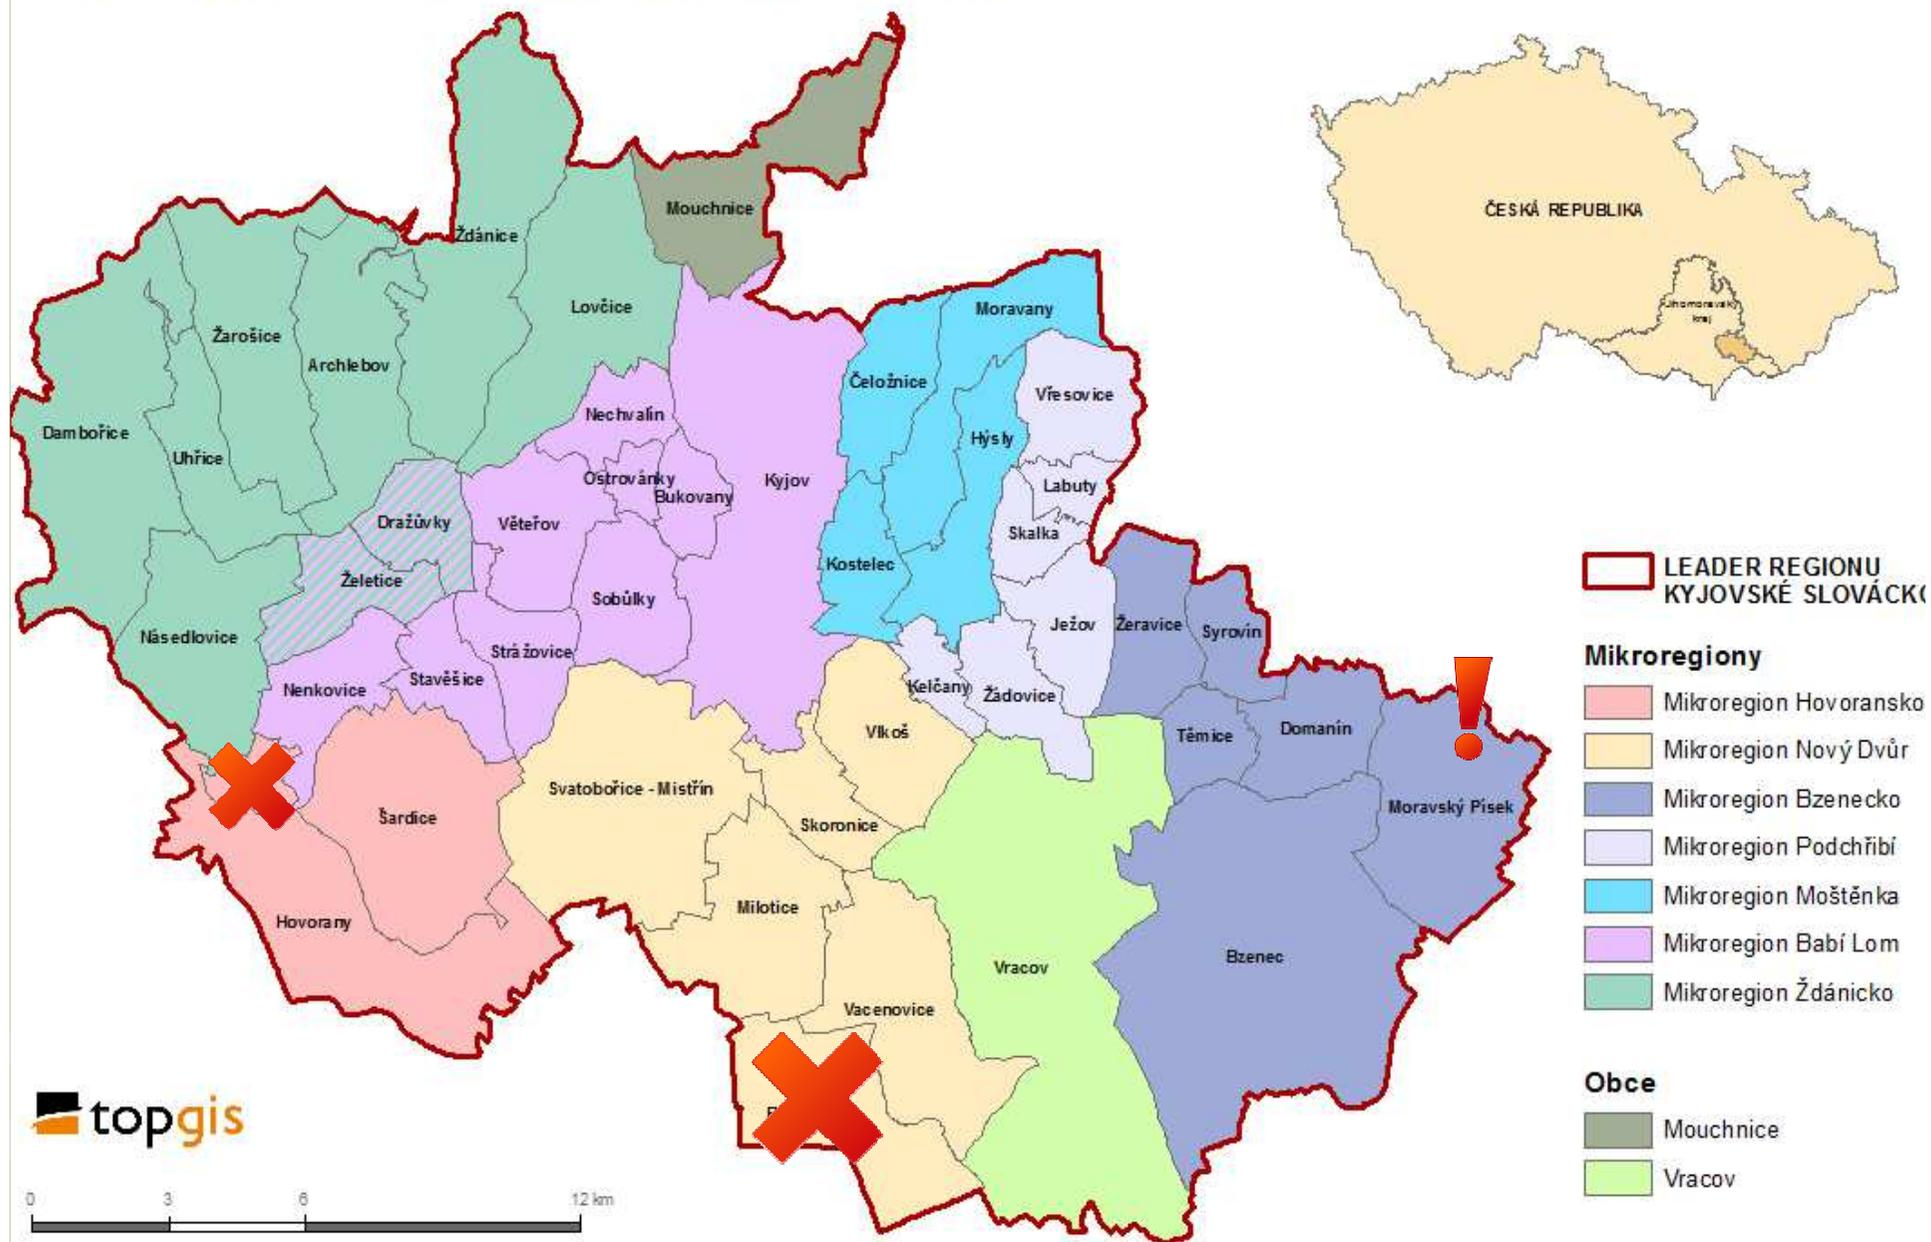 ČESKÁ REPUBLIKA
Jihomoravský
kraj
Mouchnice
Ždánice
Lovčice
Žarošice
Archlebov
Dambořice
Uhřice
Moravany
Čeložnice
Vřesovice
Hýsly
Nechvalín
Ostrovánky
Bukovany
Kyjov
Labuty
Skalka
Dražůvky
Věteřov
Želetice
Kostelec
Sobůlky
Násedlovice
Strážovice
Ježov
Žeravice
Syrovín
Nenkovice
Stavěšice
Kelčany
Žádovice
Vlkoš
Těmice
Domanín
Svatobořice - Mistřín
Šardice
Skoronice
Moravský Písek
Hovorany
Milotice
Vracov
Bzenec
Vacenovice
LEADER REGIONU
KYJOVSKÉ SLOVÁCKO
Mikroregiony
Mikroregion Hovoransko
Mikroregion Nový Dvůr
Mikroregion Bzenecko
Mikroregion Podchřibí
Mikroregion Moštěnka
Mikroregion Babí Lom
Mikroregion Ždánicko
Obce
Mouchnice
Vracov
topgis
0 3 6 12 km